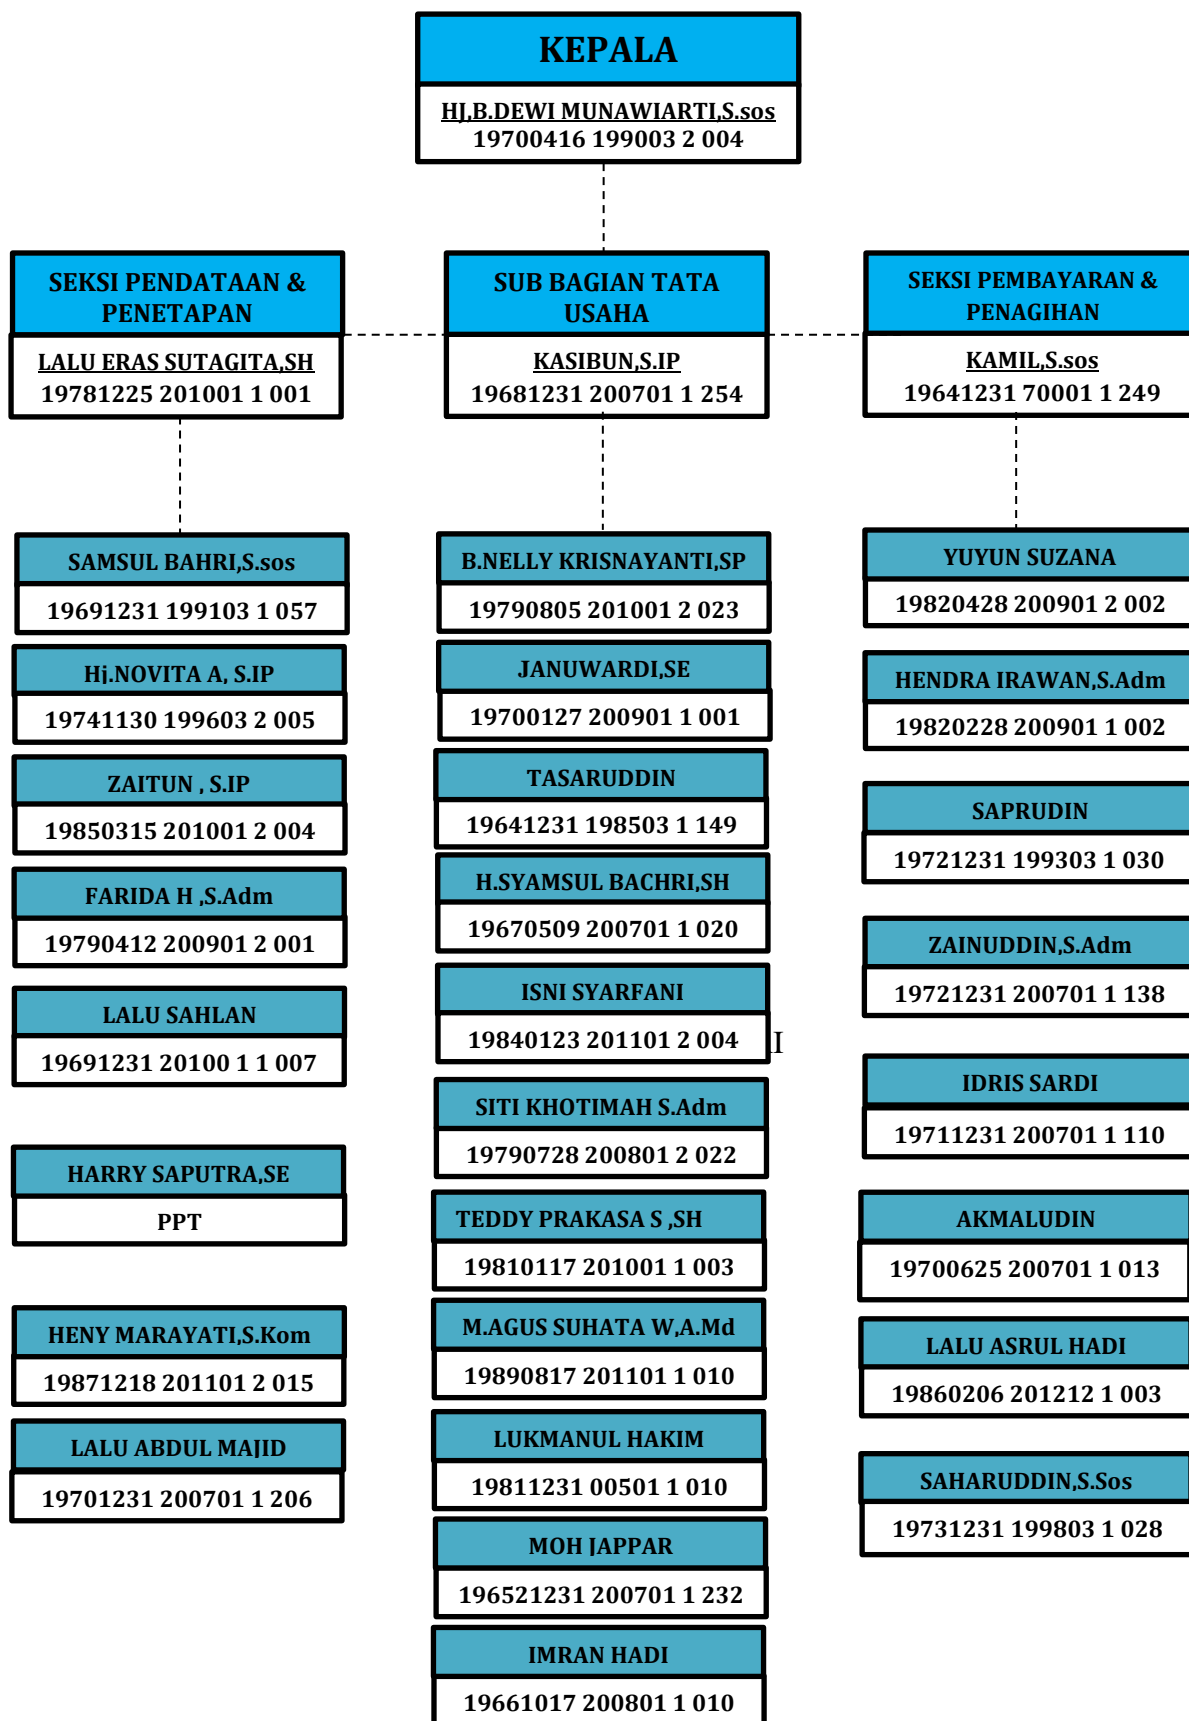 KEPALA
HJ,B.DEWI MUNAWIARTI,S.sos
19700416 199003 2 004
SEKSI PENDATAAN &
PENETAPAN
LALU ERAS SUTAGITA,SH
19781225 201001 1 001
SUB BAGIAN TATA
USAHA
KASIBUN,S.IP
19681231 200701 1 254
SEKSI PEMBAYARAN &
PENAGIHAN
KAMIL,S.sos
19641231 70001 1 249
SAMSUL BAHRI,S.sos
19691231 199103 1 057
Hj.NOVITA A, S.IP
19741130 199603 2 005
ZAITUN , S.IP
19850315 201001 2 004
FARIDA H ,S.Adm
19790412 200901 2 001
LALU SAHLAN
19691231 20100 1 1 007
HARRY SAPUTRA,SE
PPT
HENY MARAYATI,S.Kom
19871218 201101 2 015
LALU ABDUL MAJID
19701231 200701 1 206
B.NELLY KRISNAYANTI,SP
19790805 201001 2 023
JANUWARDI,SE
19700127 200901 1 001
TASARUDDIN
19641231 198503 1 149
H.SYAMSUL BACHRI,SH
19670509 200701 1 020
ISNI SYARFANI
19840123 201101 2 004
SITI KHOTIMAH S.Adm
19790728 200801 2 022
TEDDY PRAKASA S ,SH
19810117 201001 1 003
M.AGUS SUHATA W,A.Md
19890817 201101 1 010
LUKMANUL HAKIM
19811231 00501 1 010
MOH JAPPAR
196521231 200701 1 232
IMRAN HADI
19661017 200801 1 010
YUYUN SUZANA
19820428 200901 2 002
HENDRA IRAWAN,S.Adm
19820228 200901 1 002
SAPRUDIN
19721231 199303 1 030
ZAINUDDIN,S.Adm
19721231 200701 1 138
IDRIS SARDI
19711231 200701 1 110
AKMALUDIN
19700625 200701 1 013
LALU ASRUL HADI
19860206 201212 1 003
SAHARUDDIN,S.Sos
19731231 199803 1 028